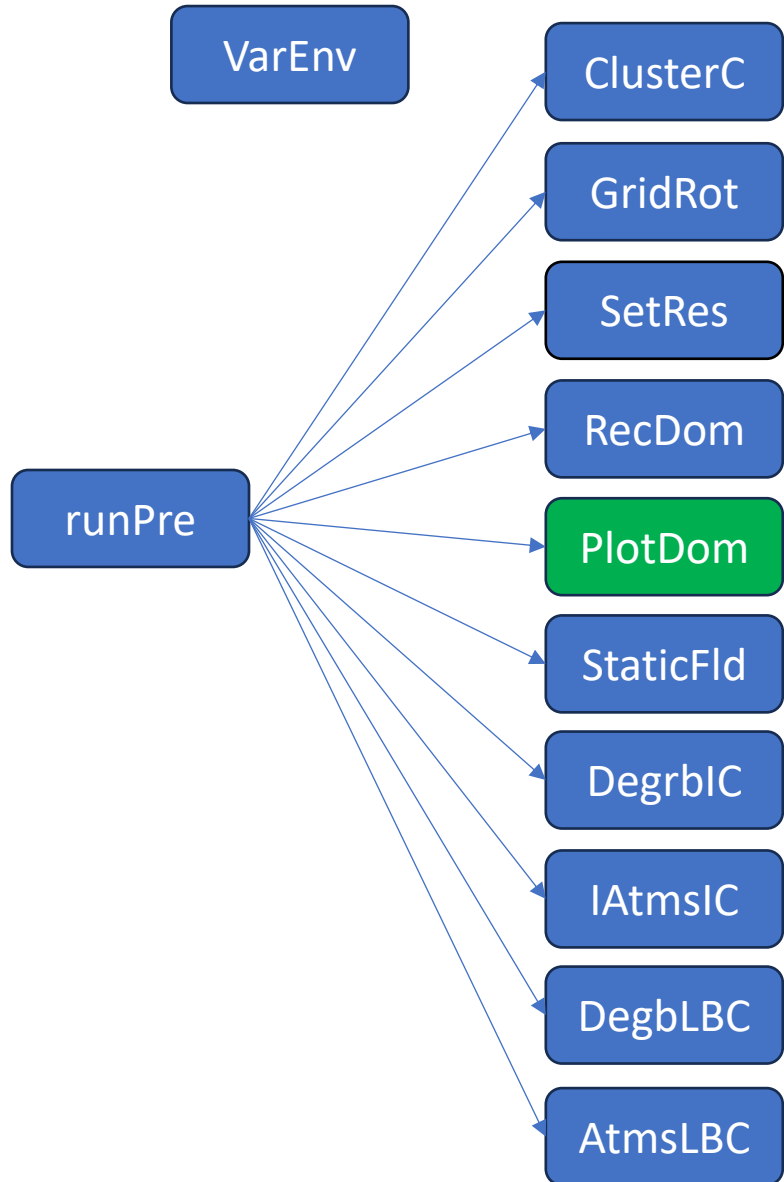 VarEnv
ClusterC
GridRot
SetRes
RecDom
runPre
PlotDom
StaticFld
DegrbIC
IAtmsIC
DegbLBC
AtmsLBC